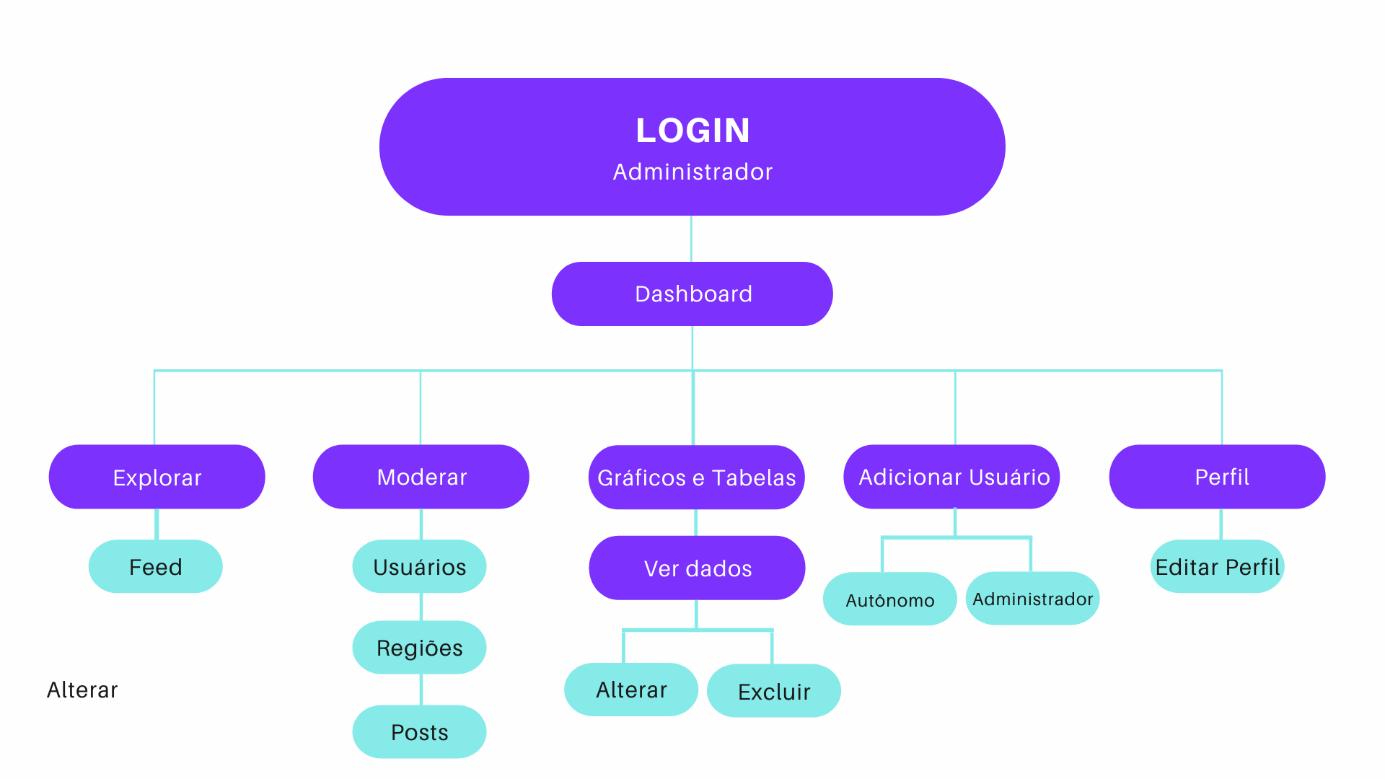 LOGIN
Administrador
Dashboard
Explorar
Moderar
Gráficos e Tabelas
Adicionar Usuário
Perfil
Feed
Usuários
Ver dados
Autônomo
Administrador
Editar Perfil
Regiões
Alterar
Alterar
Excluir
Posts